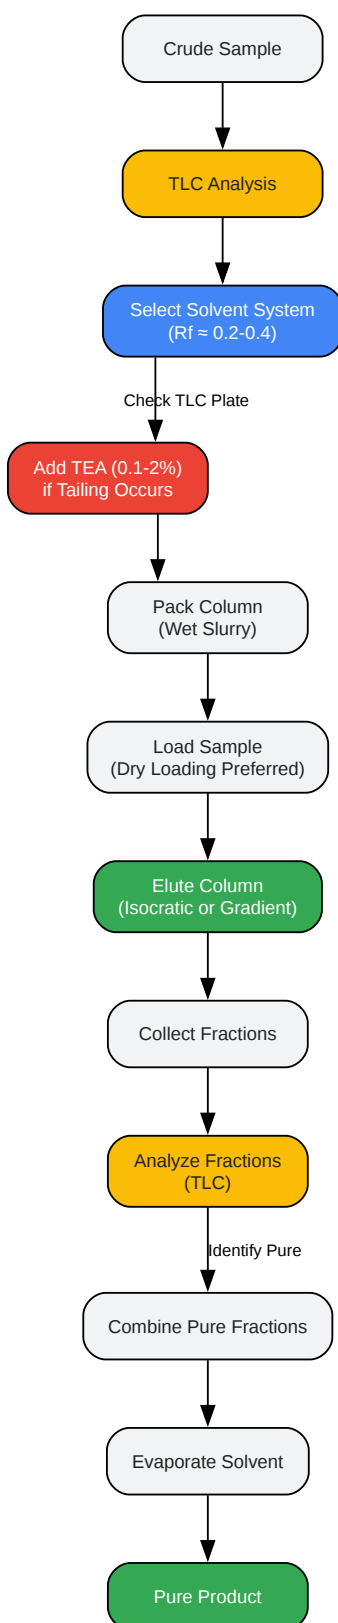 Crude Sample
TLC Analysis
Select Solvent System
(Rf ≈ 0.2-0.4)
Check TLC Plate
Add TEA (0.1-2%)
if Tailing Occurs
Pack Column
(Wet Slurry)
Load Sample
(Dry Loading Preferred)
Elute Column
(Isocratic or Gradient)
Collect Fractions
Analyze Fractions
(TLC)
Identify Pure
Combine Pure Fractions
Evaporate Solvent
Pure Product